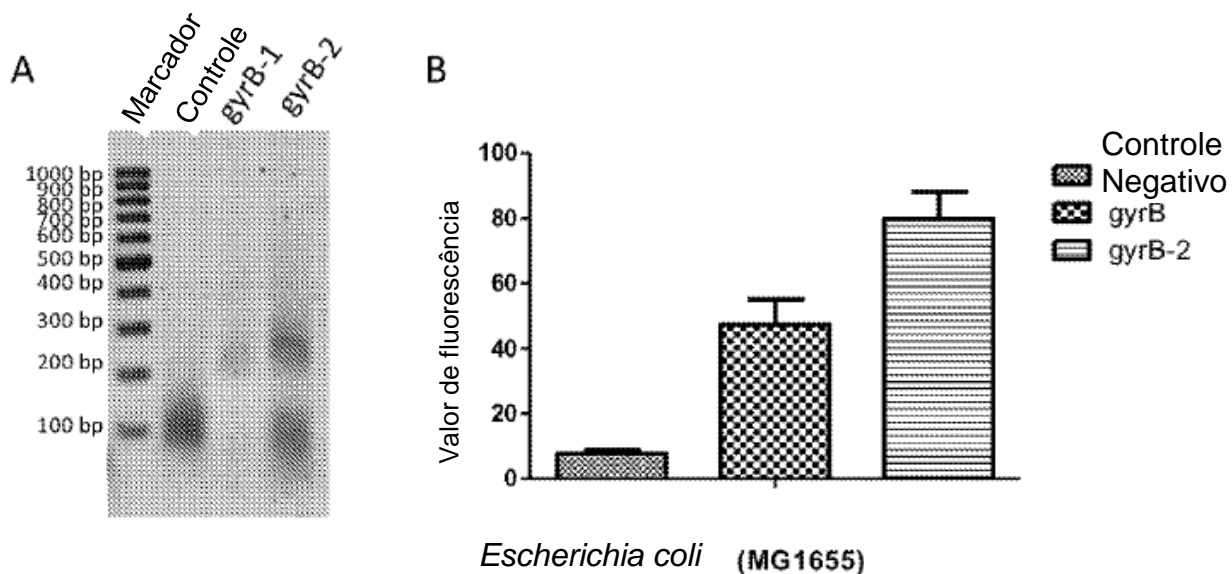 A
Marcador
Controle
gyrB-1
gyrB-2
1000 bp
900 bp
800 bp
700 bp
600 bp
500 bp
400 bp
300 bp
200 bp
100 bp
B
Valor de fluorescência
100
80
60
40
20
0
Controle
Negativo
gyrB
gyrB-2
Escherichia coli (MG1655)